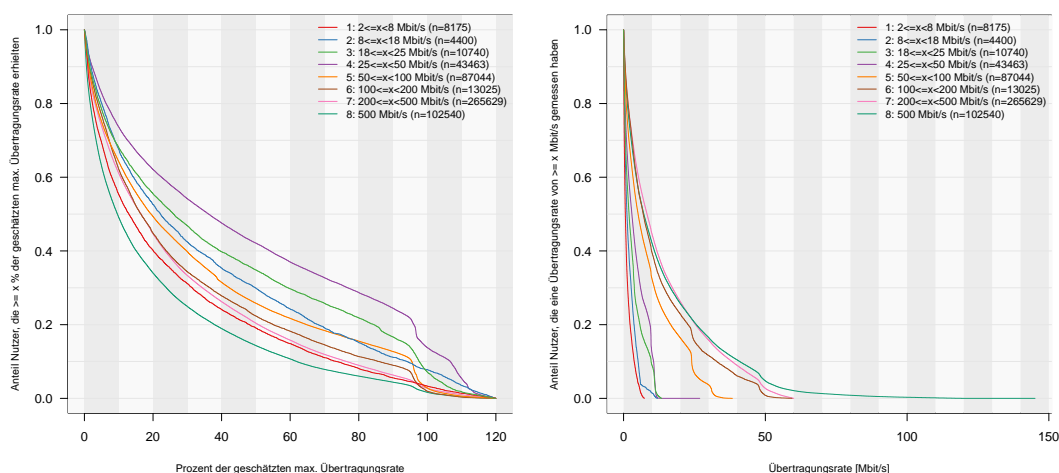 Anteil Nutzer, die >= x % der geschätzten max. Übertragungsrate erhielten
1.0
0.8
0.6
0.4
0.2
0.0
1: 2<=x<8 Mbit/s (n=8175)
2: 8<=x<18 Mbit/s (n=4400)
3: 18<=x<25 Mbit/s (n=10740)
4: 25<=x<50 Mbit/s (n=43463)
5: 50<=x<100 Mbit/s (n=87044)
6: 100<=x<200 Mbit/s (n=13025)
7: 200<=x<500 Mbit/s (n=265629)
8: 500 Mbit/s (n=102540)
0 20 40 60 80 100 120
Prozent der geschätzten max. Übertragungsrate
Anteil Nutzer, die eine Übertragungsrate von >= x Mbit/s gemessen haben
1.0
0.8
0.6
0.4
0.2
0.0
1: 2<=x<8 Mbit/s (n=8175)
2: 8<=x<18 Mbit/s (n=4400)
3: 18<=x<25 Mbit/s (n=10740)
4: 25<=x<50 Mbit/s (n=43463)
5: 50<=x<100 Mbit/s (n=87044)
6: 100<=x<200 Mbit/s (n=13025)
7: 200<=x<500 Mbit/s (n=265629)
8: 500 Mbit/s (n=102540)
0 50 100 150
Übertragungsrate [Mbit/s]